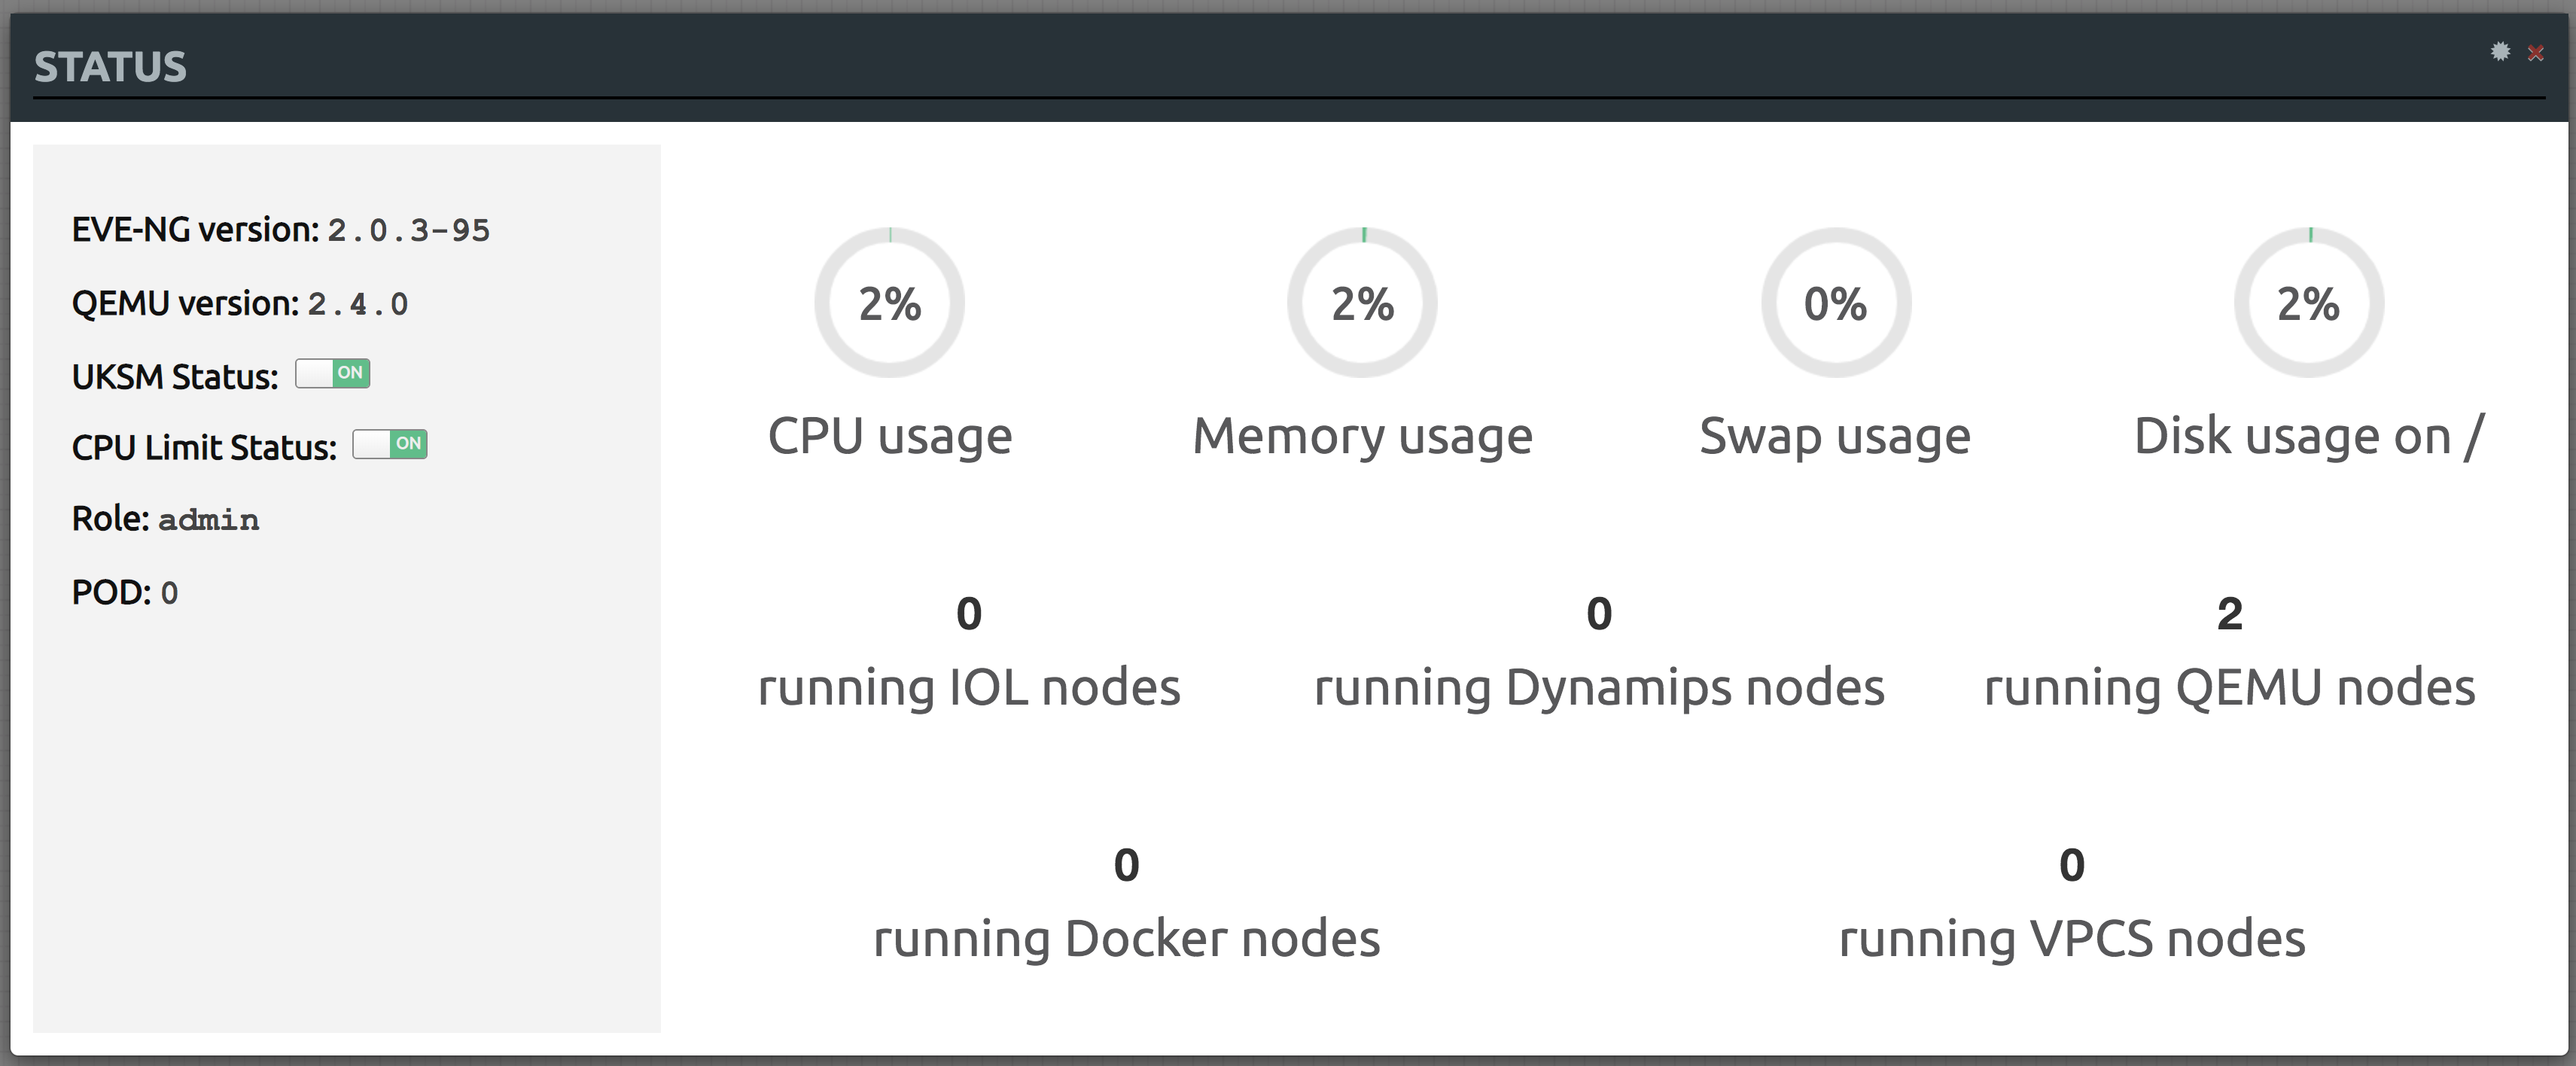 STATUS
EVE-NG version: 2.0.3-95
QEMU version: 2.4.0
UKSM Status: ON
CPU Limit Status: ON
Role: admin
POD: 0
2% 2% 0% 2%
CPU usage Memory usage Swap usage Disk usage on /
0 0 2
running IOL nodes running Dynamips nodes running QEMU nodes
0 0
running Docker nodes running VPCS nodes